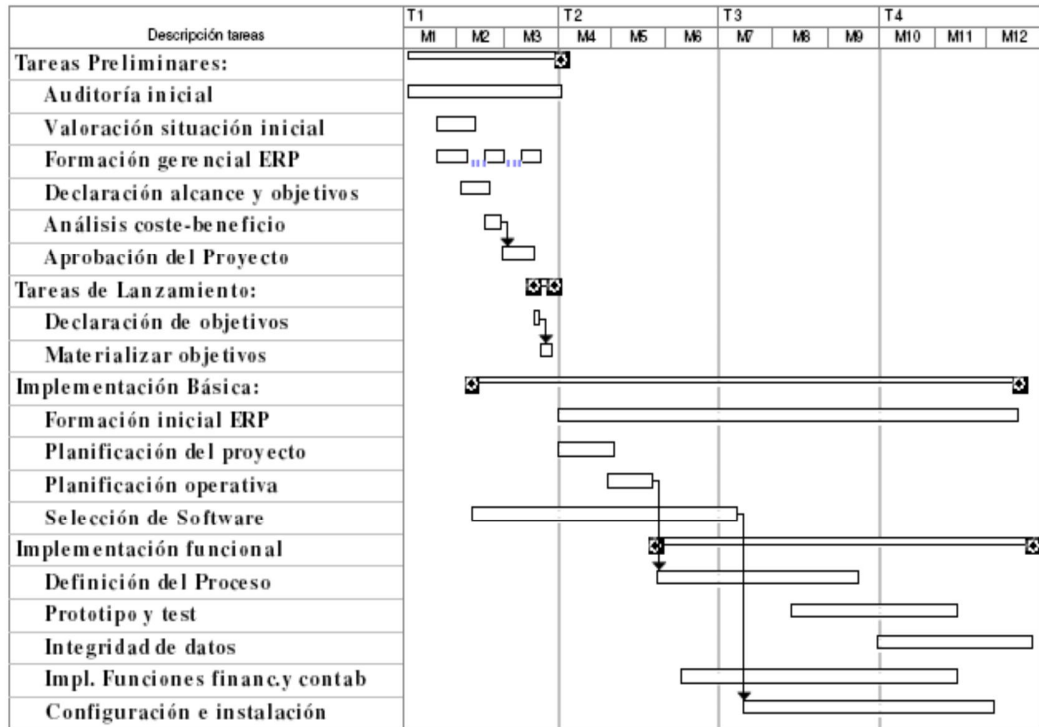 T1 T2 T3 T4
Descripción tareas M1 M2 M3 M4 M5 M6 M7 M8 M9 M10 M11 M12
Tareas Preliminares:
Auditoría inicial
Valoración situación inicial
Formación gerencial ERP
Declaración alcance y objetivos
Análisis coste-beneficio
Aprobación del Proyecto
Tareas de Lanzamiento:
Declaración de objetivos
Materializar objetivos
Implementación Básica:
Formación inicial ERP
Planificación del proyecto
Planificación operativa
Selección de Software
Implementación funcional
Definición del Proceso
Prototipo y test
Integridad de datos
Impl. Funciones financ.y contab
Configuración e instalación